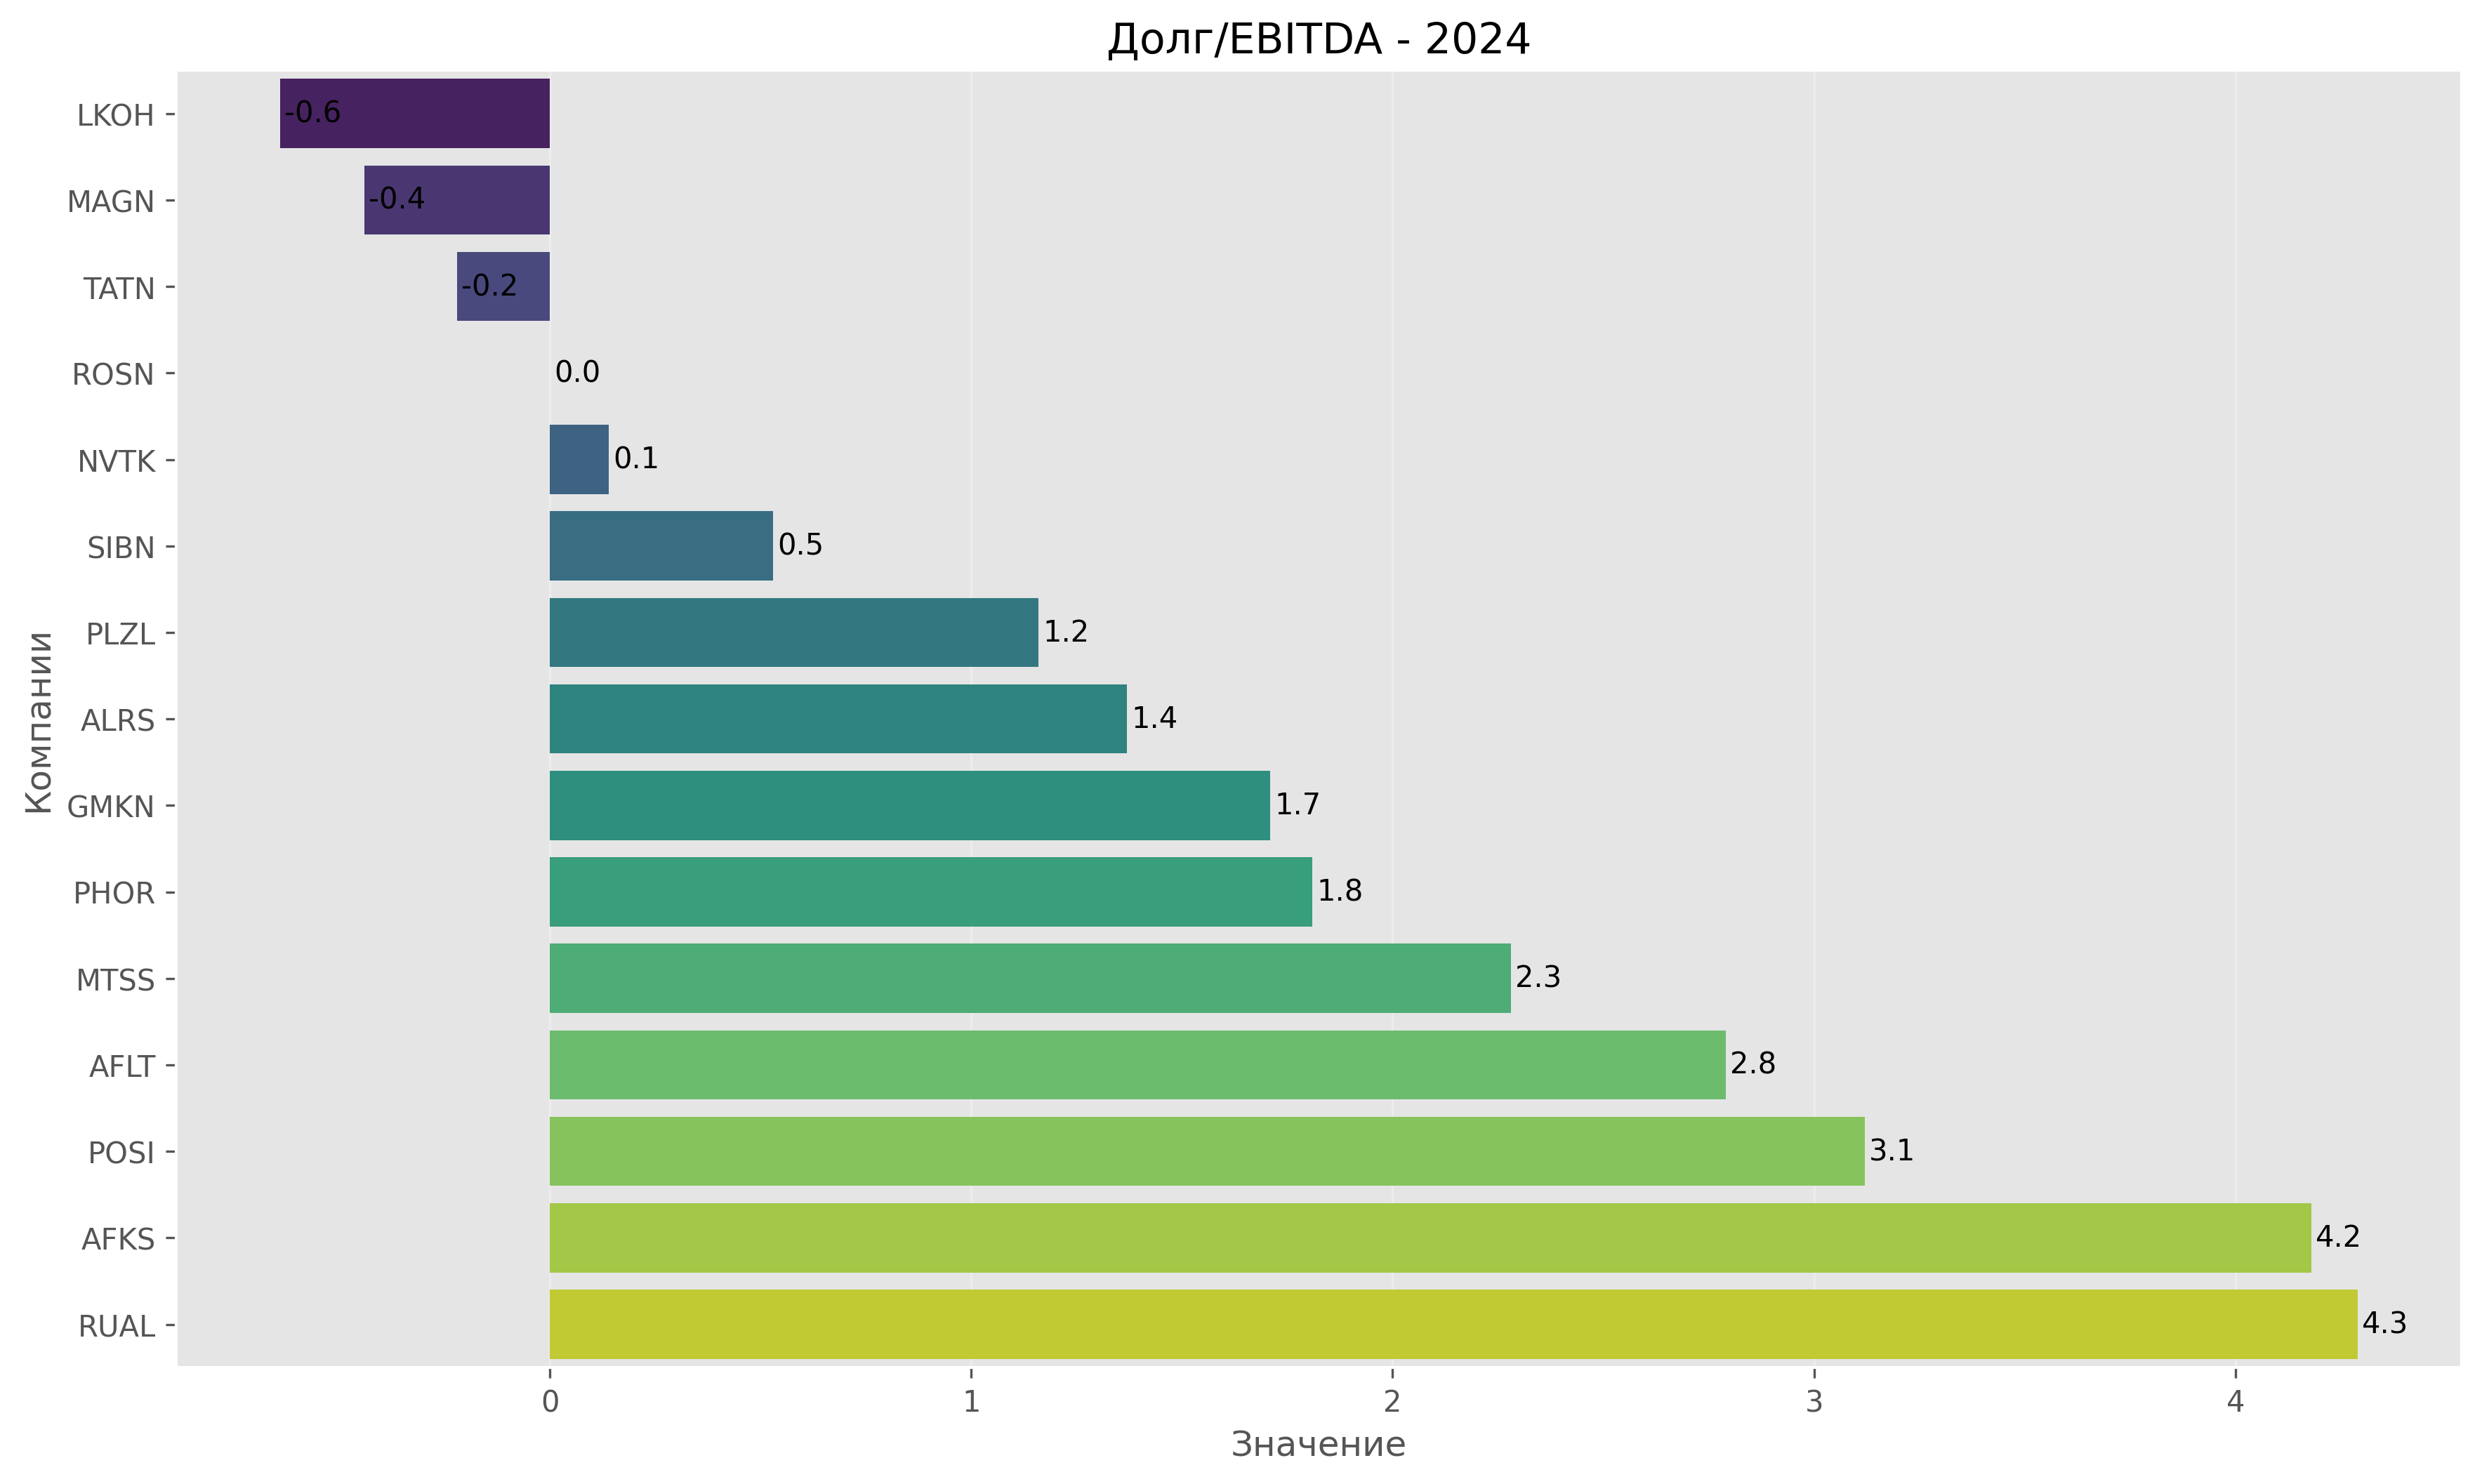 Долг/EBITDA - 2024
Компании
LKOH -0.6
MAGN -0.4
TATN -0.2
ROSN 0.0
NVTK 0.1
SIBN 0.5
PLZL 1.2
ALRS 1.4
GMKN 1.7
PHOR 1.8
MTSS 2.3
AFLT 2.8
POSI 3.1
AFKS 4.2
RUAL 4.3
0 1 2 3 4
Значение